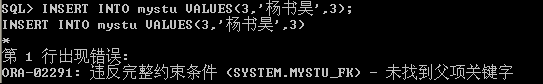 SQL> INSERT INTO mystu VALUES(3,'杨书昊',3);
INSERT INTO mystu VALUES(3,'杨书昊',3)
*
第 1 行出现错误:
ORA-02291: 违反完整约束条件 (SYSTEM.MYSTU_FK) - 未找到父项关键字